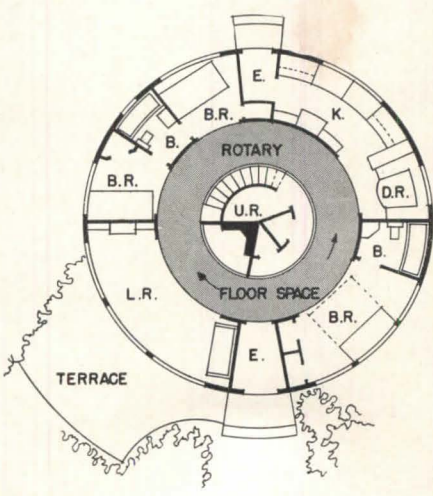 E.
B.R.
K.
B.
ROTARY
B.R.
D.R.
U.R.
B.
L.R.
FLOOR SPACE
B.R.
E.
TERRACE